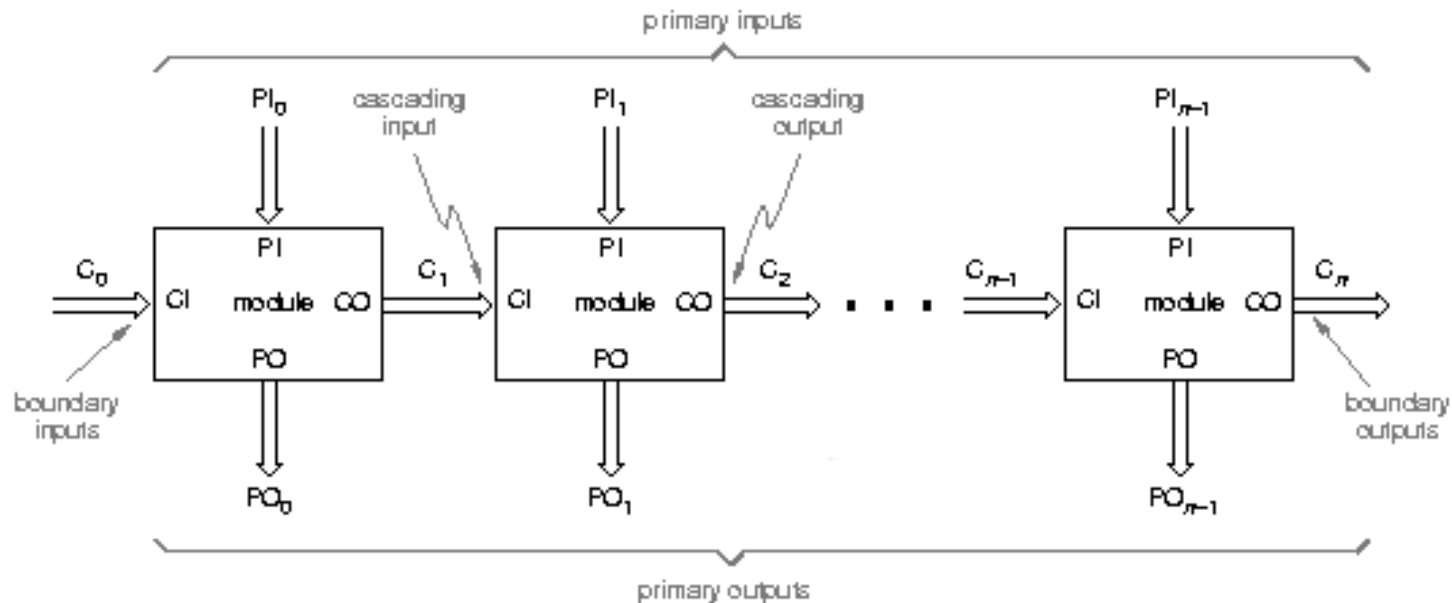 primary inputs
PI0
cascading
input
PI1
cascading
output
PIn–1
C0
CI
PI
module
CO
PO
C1
CI
PI
module
CO
PO
C2
. . .
Cn–1
CI
PI
module
CO
PO
Cn
boundary
inputs
boundary
outputs
PO0
PO1
POn–1
primary outputs